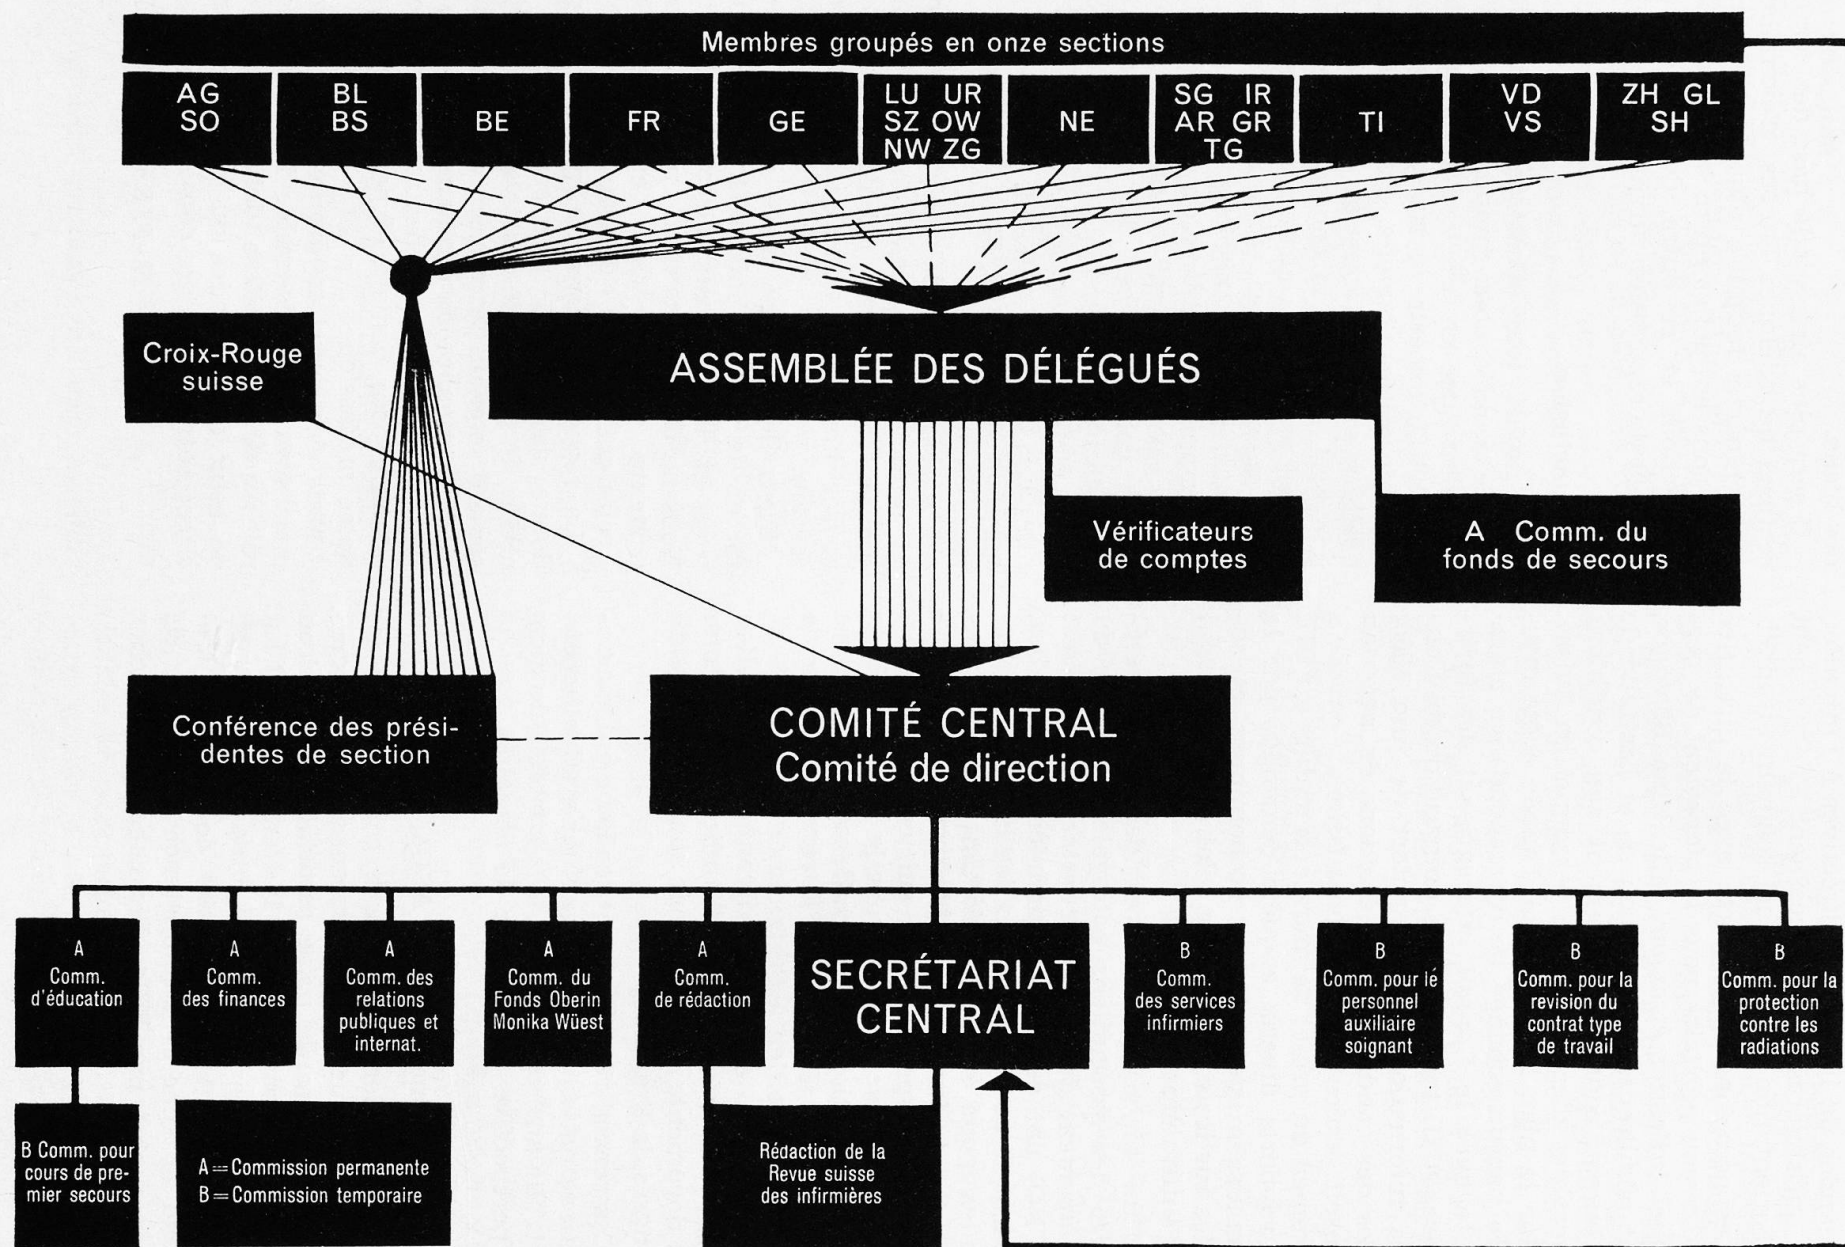 Membres groupés en onze sections
AG
SO
BL
BS
BE
FR
GE
LU UR
SZ OW
NW ZG
NE
SG IR
AR GR
TG
TI
VD
VS
ZH GL
SH
Croix-Rouge
suisse
ASSEMBLÉE DES DÉLÉGUÉS
Vérificateurs
de comptes
A Comm. du
fonds de secours
Conférence des prési-
dentes de section
COMITÉ CENTRAL
Comité de direction
A
Comm.
d'éducation
A
Comm.
des finances
A
Comm. des
relations
publiques et
internat.
A
Comm. du
Fonds Oberin
Monika Wüest
A
Comm.
de rédaction
SECRÉTARIAT
CENTRAL
B
Comm.
des services
infirmiers
B
Comm. pour lé
personnel
auxiliaire
soignant
B
Comm. pour la
revision du
contrat type
de travail
B
Comm. pour la
protection
contre les
radiations
B Comm. pour
cours de pre-
mier secours
A = Commission permanente
B = Commission temporaire
Rédaction de la
Revue suisse
des infirmières